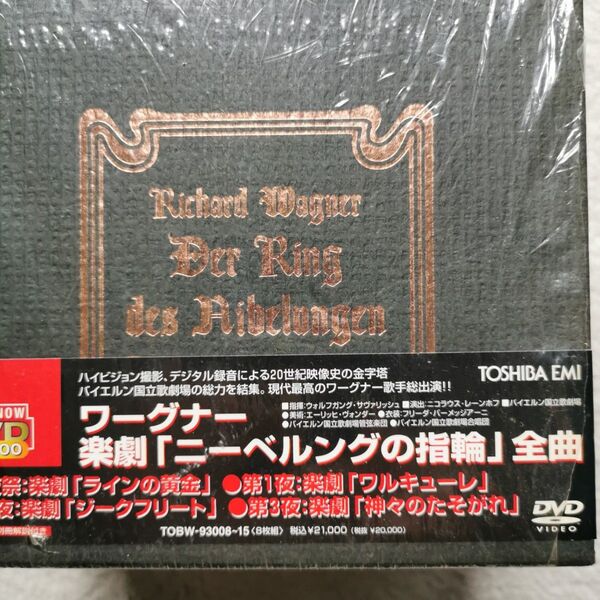 Richard Wagner
Der Ring
des Nibelungen
ハイビジョン撮影、デジタル録音による20世紀映像史の金字塔
バイエルン国立歌劇場の総力を結集。現代最高のワーグナー歌手総出演!!
TOSHIBA EMI
NOW
ワーグナー
●指揮:ウォルフガング・サヴァリッシュ ●演出:ニコラウス・レーンホフ ●バイエルン国立歌劇場
●美術:エーリッヒ・ヴォンダー ●衣装:フリーダ・パーメッジアーニ
●バイエルン国立歌劇場管弦楽団 ●バイエルン国立歌劇場合唱団
楽劇「ニーベルングの指輪」全曲
祭:楽劇「ラインの黄金」 ●第1夜:楽劇「ワルキューレ」
夜:楽劇「ジークフリート」 ●第3夜:楽劇「神々のたそがれ」
DVD
VIDEO
別冊解説付き
TOBW-93008~15〈8枚組〉 税込¥21,000 (税抜 ¥20,000)